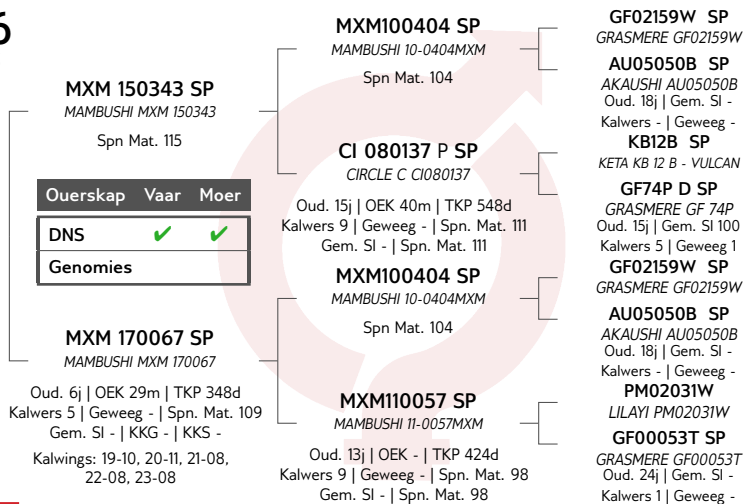 6
MXM 150343 SP
MAMBUSHI MXM 150343
Spn Mat. 115
Ouerskap Vaar Moer
DNS ✔ ✔
Genomies
MXM 170067 SP
MAMBUSHI MXM 170067
Oud. 6j | OEK 29m | TKP 348d
Kalwers 5 | Geweeg - | Spn. Mat. 109
Gem. SI - | KKG - | KKS -
Kalwings: 19-10, 20-11, 21-08,
22-08, 23-08
MXM100404 SP
MAMBUSHI 10-0404MXM
Spn Mat. 104
CI 080137 P SP
CIRCLE C CI080137
Oud. 15j | OEK 40m | TKP 548d
Kalwers 9 | Geweeg - | Spn. Mat. 111
Gem. SI - | Spn. Mat. 111
MXM100404 SP
MAMBUSHI 10-0404MXM
Spn Mat. 104
MXM110057 SP
MAMBUSHI 11-0057MXM
Oud. 13j | OEK - | TKP 424d
Kalwers 9 | Geweeg - | Spn. Mat. 98
Gem. SI - | Spn. Mat. 98
GF02159W SP
GRASMERE GF02159W
AU05050B SP
AKAUSHI AU05050B
Oud. 18j | Gem. SI -
Kalwers - | Geweeg -
KB12B SP
KETA KB 12 B - VULCAN
GF74P D SP
GRASMERE GF 74P
Oud. 15j | Gem. SI 100
Kalwers 5 | Geweeg 1
GF02159W SP
GRASMERE GF02159W
AU05050B SP
AKAUSHI AU05050B
Oud. 18j | Gem. SI -
Kalwers - | Geweeg -
PM02031W
LILAYI PM02031W
GF00053T SP
GRASMERE GF00053T
Oud. 24j | Gem. SI -
Kalwers 1 | Geweeg -